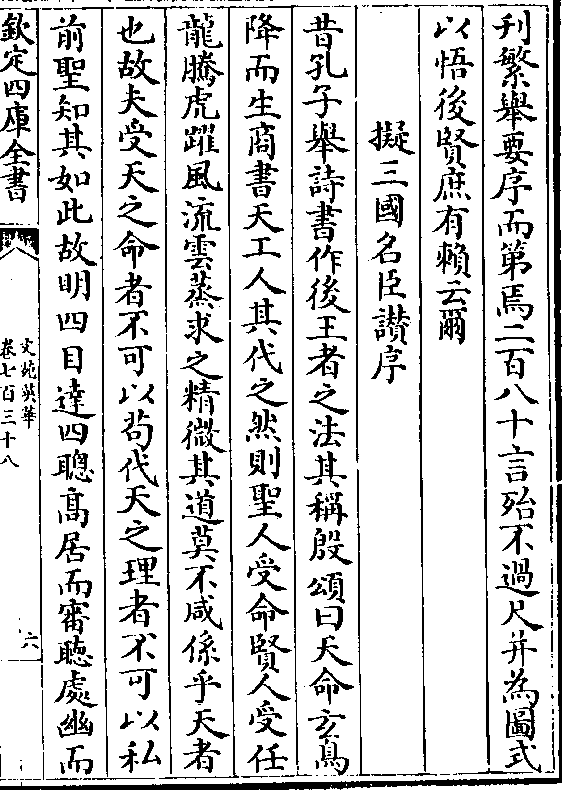 刋繁舉要序而第焉二百八十言殆不過尺并為圖式
以悟後賢庶有賴云爾
擬三國名臣讃序
昔孔子舉詩書作後王者之法其稱殷頌曰天命玄鳥
降而生商書天工人其代之然則聖人受命賢人受任
龍騰虎躍風流雲蒸求之精微其道莫不咸係乎天者
也故夫受天之命者不可以茍代天之理者不可以私
前聖知其如此故明四目達四聰髙居而審聴處幽而
欽定四庫全書
文苑英華
卷七百三十八
六